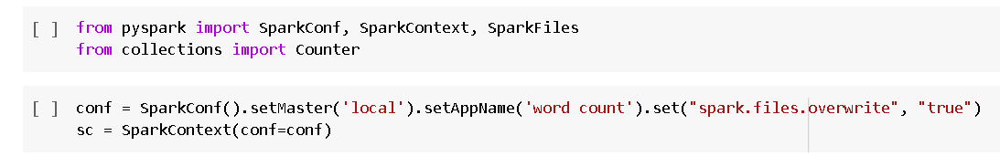 [ ] from pyspark import SparkConf, SparkContext, SparkFiles
from collections import Counter
[ ] conf = SparkConf().setMaster('local').setAppName('word count').set("spark.files.overwrite", "true")
sc = SparkContext(conf=conf)